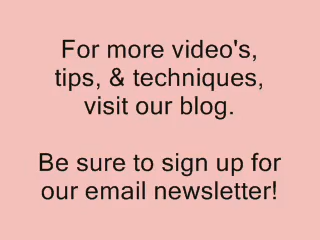 For more video's,
tips, & techniques,
visit our blog.
Be sure to sign up for
our email newsletter!